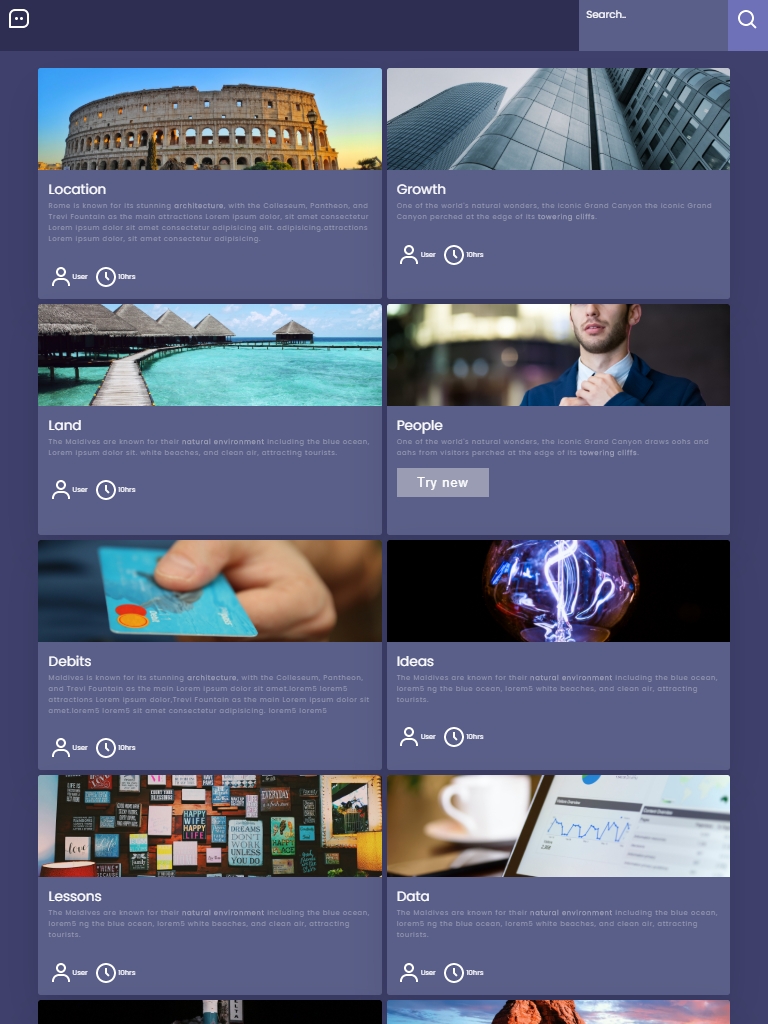 Search..
Location
Rome is known for its stunning architecture, with the Colleseum, Pantheon, and
Trevi Fountain as the main attractions Lorem ipsum dolor, sit amet consectetur
Lorem ipsum dolor sit amet consectetur adipisicing elit. adipisicing.attractions
Lorem ipsum dolor, sit amet consectetur adipisicing.
User 10hrs
Growth
One of the world's natural wonders, the iconic Grand Canyon the iconic Grand
Canyon perched at the edge of its towering cliffs.
User 10hrs
Land
The Maldives are known for their natural environment including the blue ocean,
Lorem ipsum dolor sit. white beaches, and clean air, attracting tourists.
User 10hrs
People
One of the world's natural wonders, the iconic Grand Canyon draws oohs and
aahs from visitors perched at the edge of its towering cliffs.
Try new
Debits
Maldives is known for its stunning architecture, with the Colleseum, Pantheon,
and Trevi Fountain as the main Lorem ipsum dolor sit amet.lorem5 lorem5
attractions Lorem ipsum dolor,Trevi Fountain as the main Lorem ipsum dolor sit
amet.lorem5 lorem5 sit amet consectetur adipisicing. lorem5 lorem5
User 10hrs
Ideas
The Maldives are known for their natural environment including the blue ocean,
lorem5 ng the blue ocean, lorem5 white beaches, and clean air, attracting
tourists.
User 10hrs
HAPPY
WIFE
HAPPY
LIFE
DREAMS
DON'T
WORK
UNLESS
YOU DO
love
Lessons
The Maldives are known for their natural environment including the blue ocean,
lorem5 ng the blue ocean, lorem5 white beaches, and clean air, attracting
tourists.
User 10hrs
Data
The Maldives are known for their natural environment including the blue ocean,
lorem5 ng the blue ocean, lorem5 white beaches, and clean air, attracting
tourists.
User 10hrs